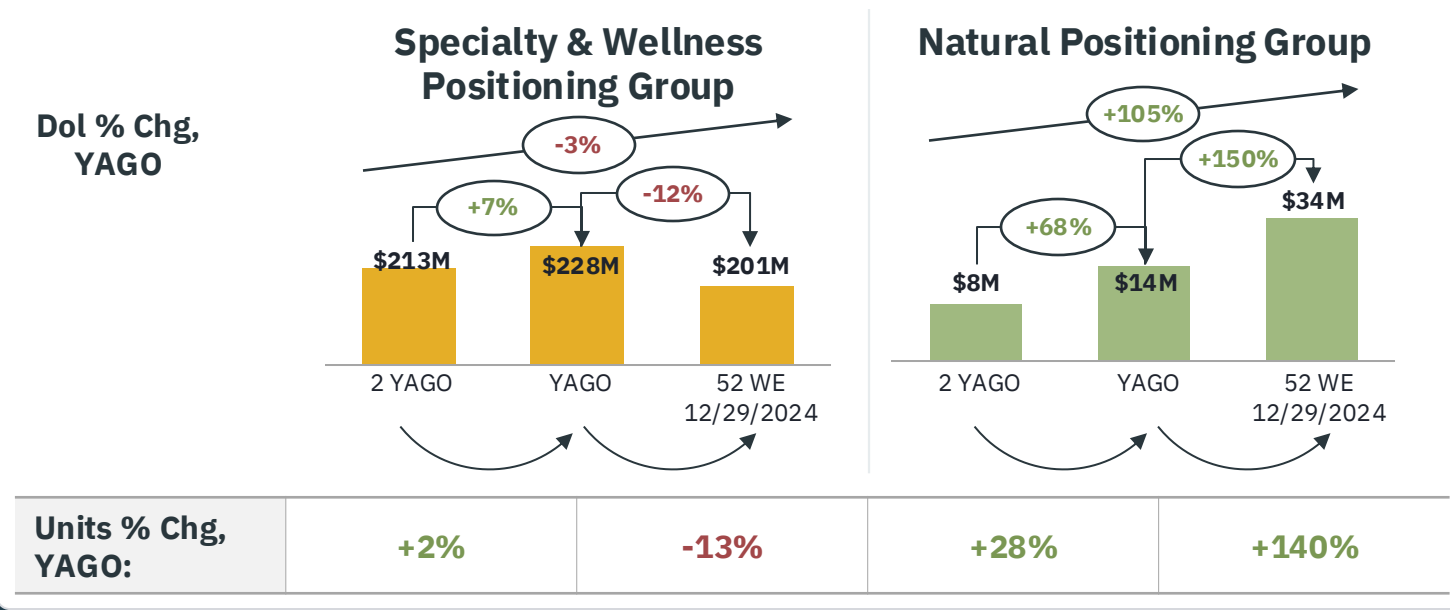 Specialty & Wellness
Positioning Group
Natural Positioning Group
Dol % Chg,
YAGO
-3%
+7%
-12%
$213M
$228M
$201M
2 YAGO
YAGO
52 WE
12/29/2024
+105%
+150%
+68%
$8M
$14M
$34M
2 YAGO
YAGO
52 WE
12/29/2024
Units % Chg,
YAGO:
+2%
-13%
+28%
+140%